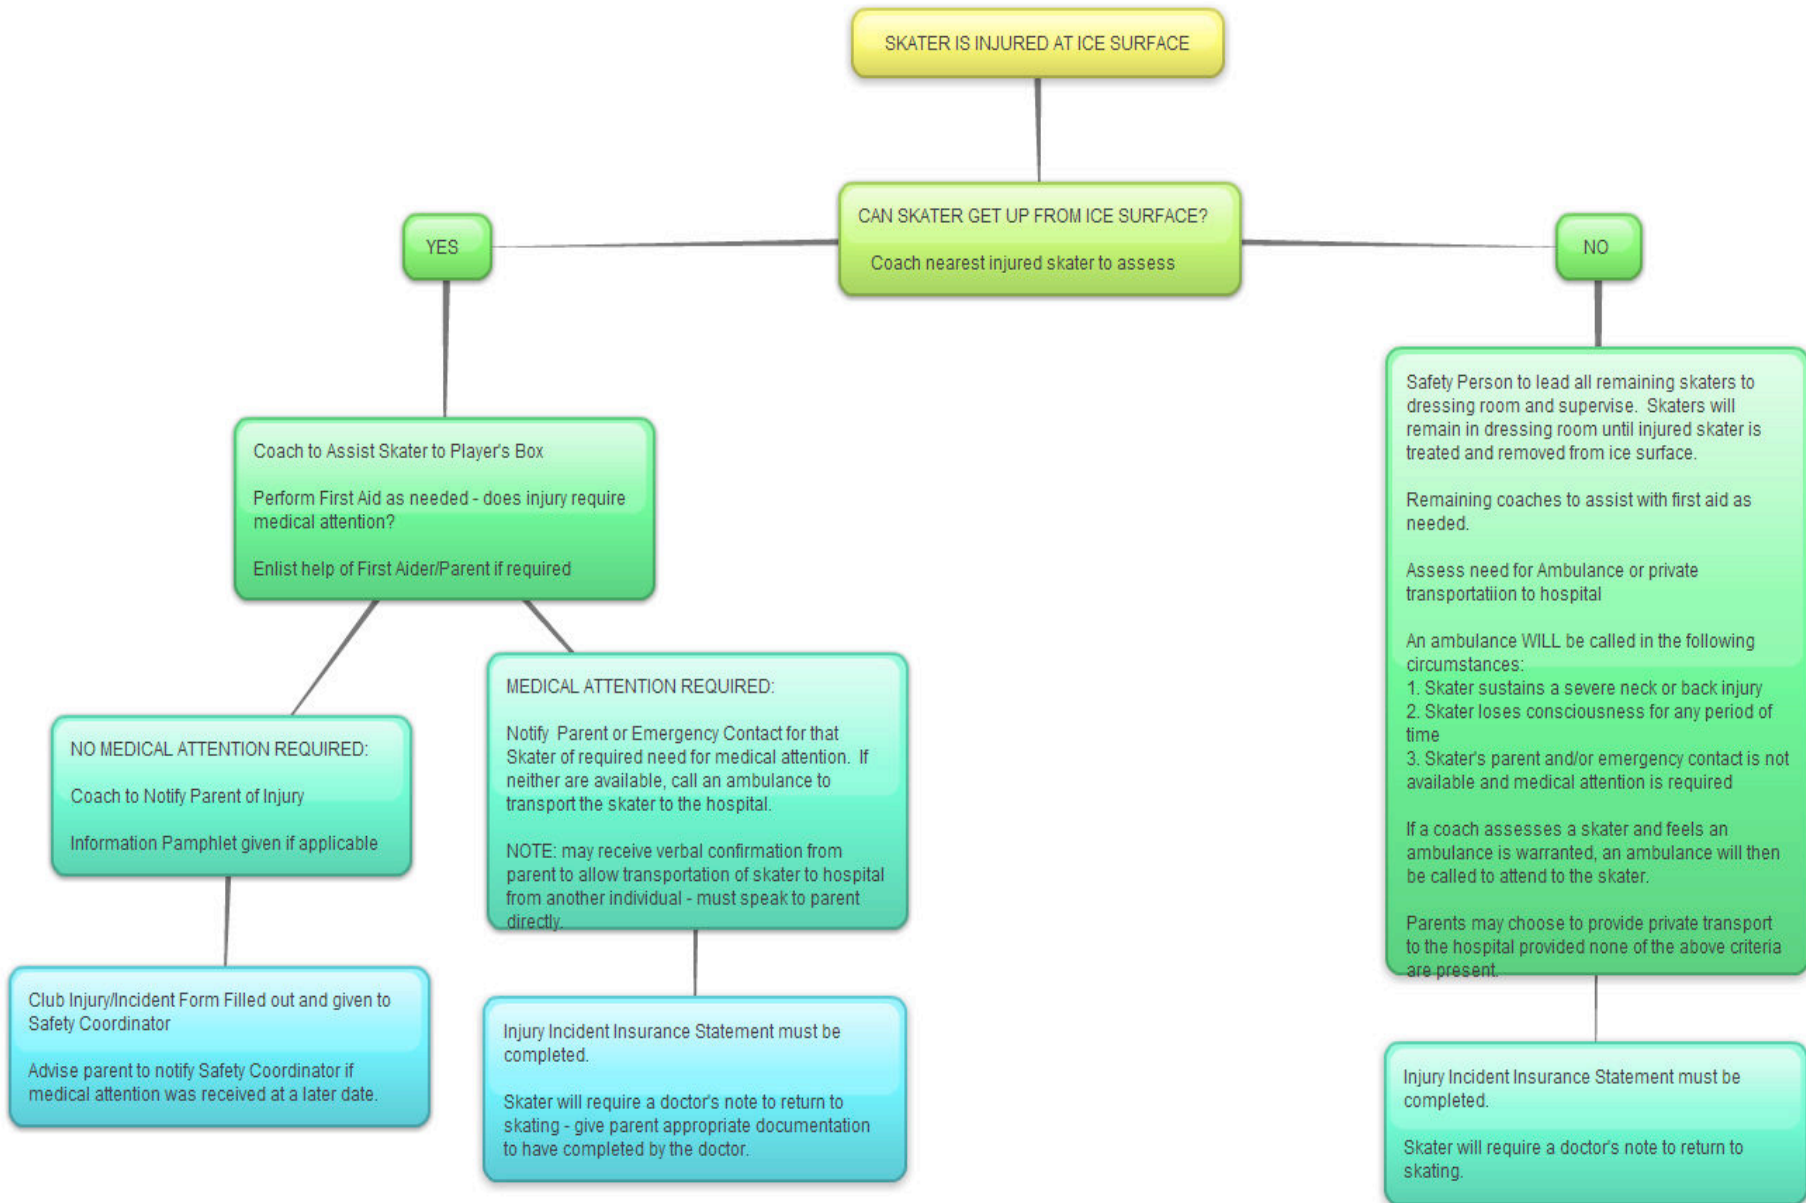 SKATER IS INJURED AT ICE SURFACE
CAN SKATER GET UP FROM ICE SURFACE?
Coach nearest injured skater to assess
YES
NO
Coach to Assist Skater to Player's Box
Perform First Aid as needed - does injury require
medical attention?
Enlist help of First Aider/Parent if required
NO MEDICAL ATTENTION REQUIRED:
Coach to Notify Parent of Injury
Information Pamphlet given if applicable
Club Injury/Incident Form Filled out and given to
Safety Coordinator
Advise parent to notify Safety Coordinator if
medical attention was received at a later date.
MEDICAL ATTENTION REQUIRED:
Notify Parent or Emergency Contact for that
Skater of required need for medical attention. If
neither are available, call an ambulance to
transport the skater to the hospital.
NOTE: may receive verbal confirmation from
parent to allow transportation of skater to hospital
from another individual - must speak to parent
directly.
Injury Incident Insurance Statement must be
completed.
Skater will require a doctor's note to return to
skating - give parent appropriate documentation
to have completed by the doctor.
Safety Person to lead all remaining skaters to
dressing room and supervise. Skaters will
remain in dressing room until injured skater is
treated and removed from ice surface.
Remaining coaches to assist with first aid as
needed.
Assess need for Ambulance or private
transportatiion to hospital
An ambulance WILL be called in the following
circumstances:
1. Skater sustains a severe neck or back injury
2. Skater loses consciousness for any period of
time
3. Skater's parent and/or emergency contact is not
available and medical attention is required
If a coach assesses a skater and feels an
ambulance is warranted, an ambulance will then
be called to attend to the skater.
Parents may choose to provide private transport
to the hospital provided none of the above criteria
are present.
Injury Incident Insurance Statement must be
completed.
Skater will require a doctor's note to return to
skating.